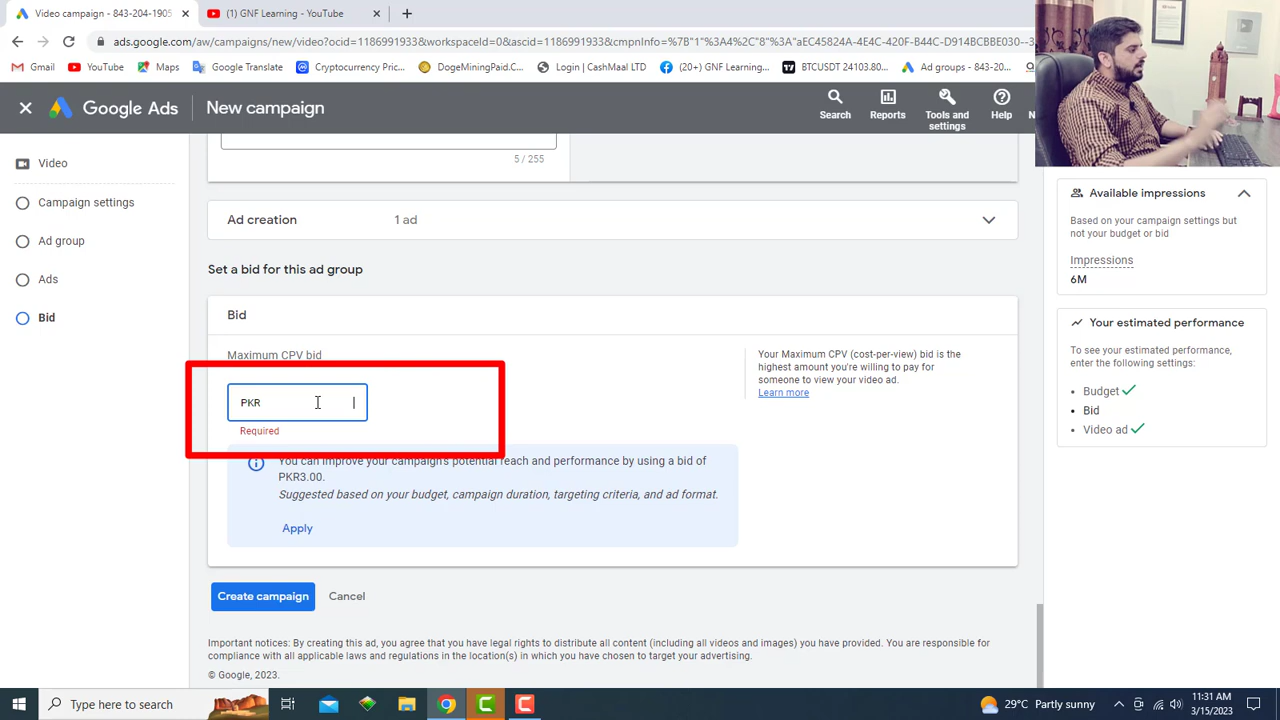 Video campaign - 843-204-1905
(1) GNF Learning - YouTube
ads.google.com/aw/campaigns/new/video?ocid=1186991933&workspaceId=0&ascid=1186991933&cmpnInfo=%7B"1"%3A4%2C"8"%3A"aEC45824A-4E4C-420F-B44C-D914BCBBE030--3
Gmail
YouTube
Maps
Google Translate
Cryptocurrency Pric...
DogeMiningPaid.C...
Login | CashMaal LTD
(20+) GNF Learning...
BTCUSDT 24103.80...
Ad groups - 843-20...
Google Ads
New campaign
Search
Reports
Tools and
settings
Help
N
Video
Campaign settings
Ad group
Ads
Bid
5 / 255
Ad creation
1 ad
Set a bid for this ad group
Bid
Maximum CPV bid
PKR
Required
Your Maximum CPV (cost-per-view) bid is the
highest amount you're willing to pay for
someone to view your video ad.
Learn more
You can improve your campaign's potential reach and performance by using a bid of
PKR3.00.
Suggested based on your budget, campaign duration, targeting criteria, and ad format.
Apply
Create campaign
Cancel
Important notices: By creating this ad, you agree that you have legal rights to distribute all content (including all videos and images) you have provided. You are responsible for
compliance with all applicable laws and regulations in the location(s) in which you have chosen to target your advertising.
© Google, 2023.
Available impressions
Based on your campaign settings but
not your budget or bid
Impressions
6M
Your estimated performance
To see your estimated performance,
enter the following settings:
Budget
Bid
Video ad
Type here to search
29°C Partly sunny
11:31 AM
3/15/2023